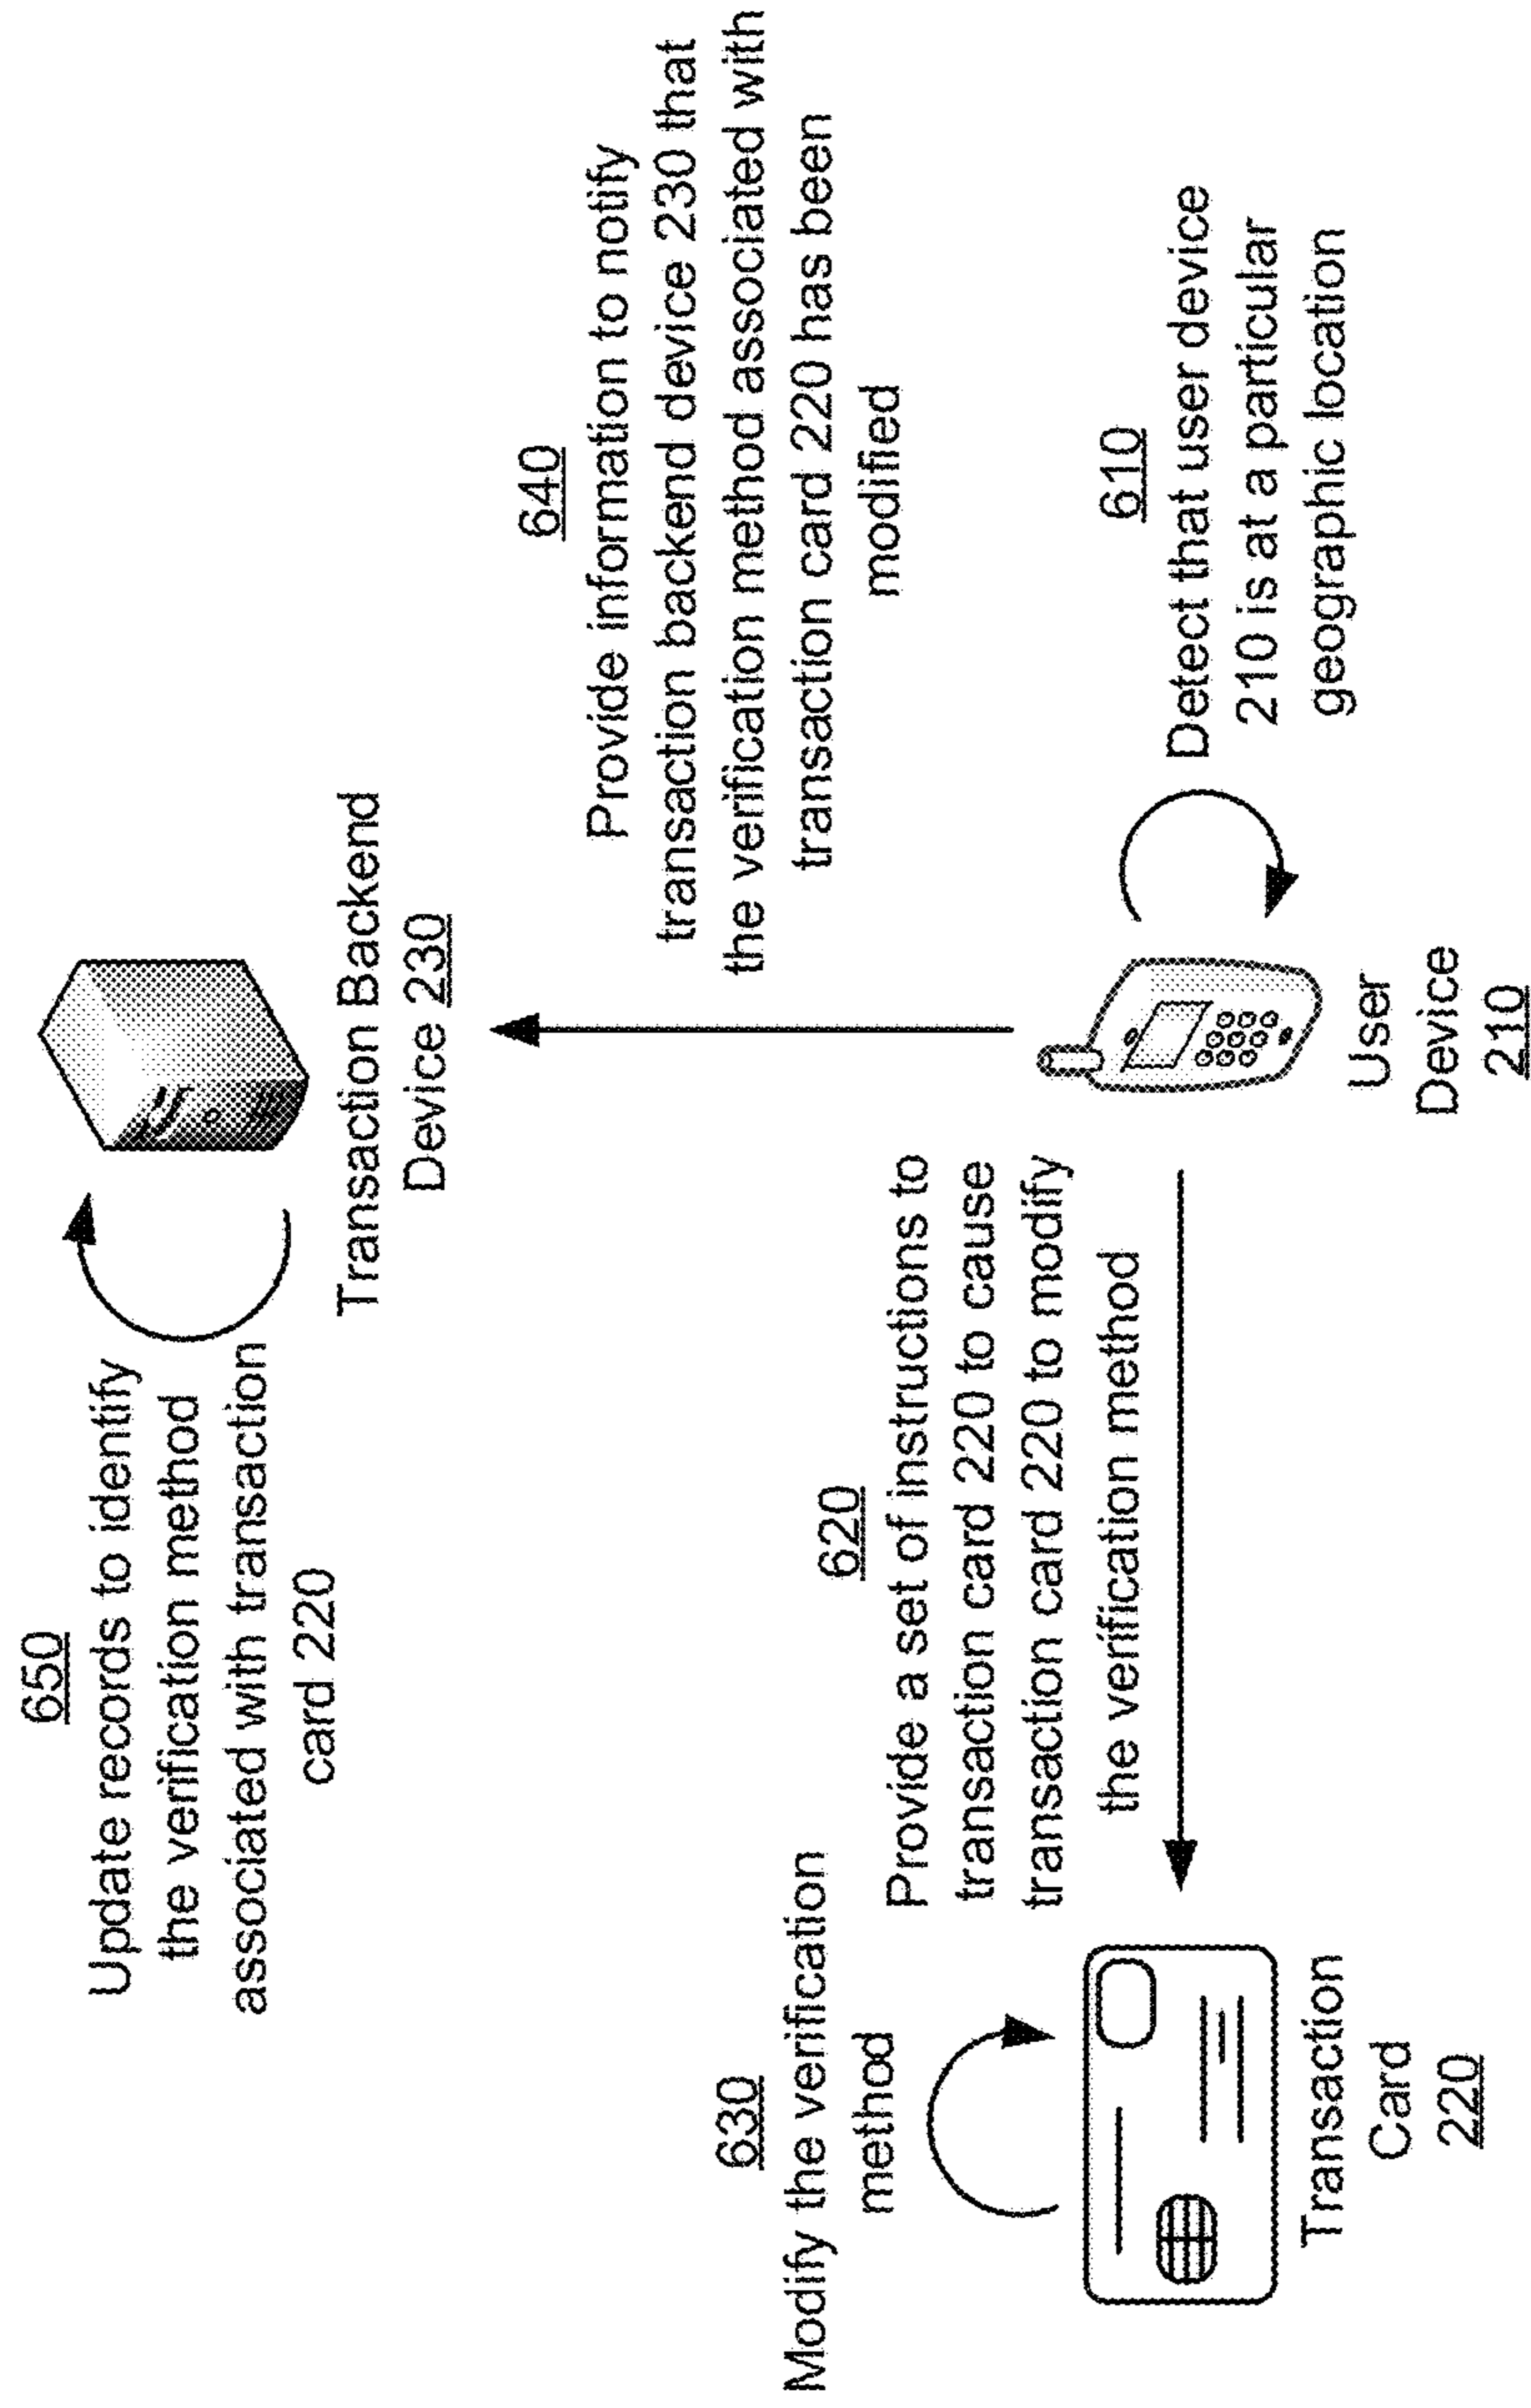 650
Update records to identify
the verification method
associated with transaction
card 220
Transaction Backend
Device 230
640
Provide information to notify
transaction backend device 230 that
the verification method associated with
transaction card 220 has been
modified
630
Modify the verification
method
620
Provide a set of instructions to
transaction card 220 to cause
transaction card 220 to modify
the verification method
610
Detect that user device
210 is at a particular
geographic location
Transaction
Card
220
User
Device
210